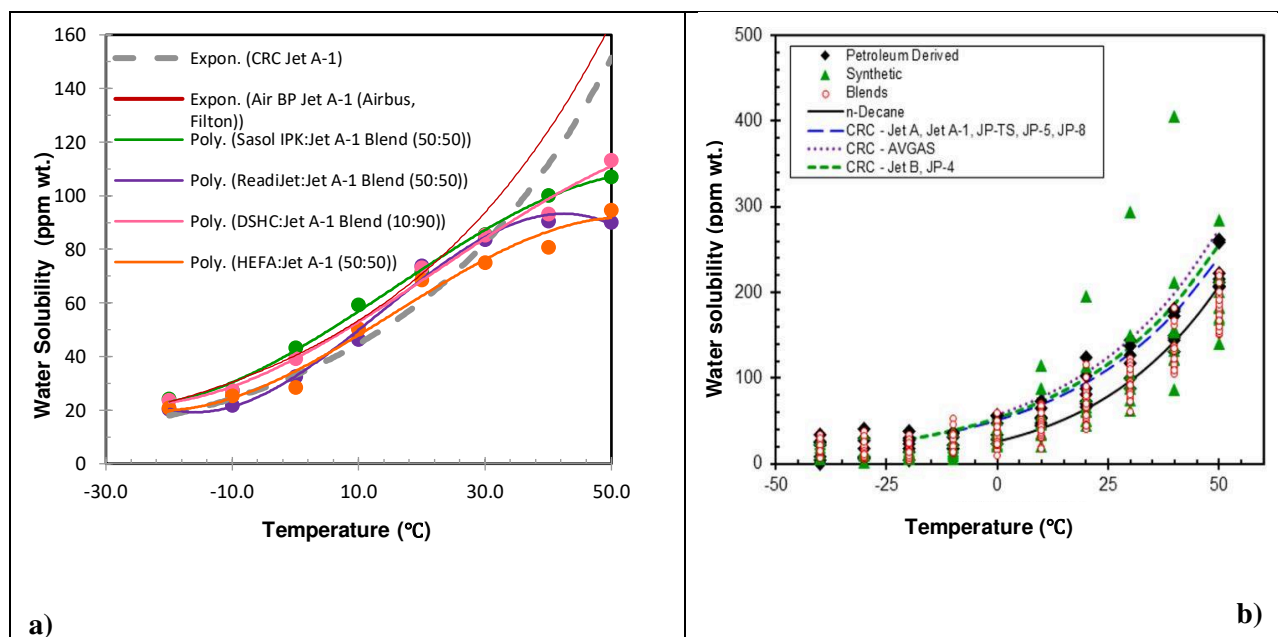 160
140
120
100
80
60
40
20
0
Water Solubility (ppm wt.)
Expon. (CRC Jet A-1)
Expon. (Air BP Jet A-1 (Airbus,
Filton))
Poly. (Sasol IPK:Jet A-1 Blend (50:50))
Poly. (ReadiJet:Jet A-1 Blend (50:50))
Poly. (DSHC:Jet A-1 Blend (10:90))
Poly. (HEFA:Jet A-1 (50:50))
-30.0 -10.0 10.0 30.0 50.0
Temperature (℃)
a)
500
400
300
200
100
0
Water solubility (ppm wt.)
Petroleum Derived
Synthetic
Blends
n-Decane
CRC - Jet A, Jet A-1, JP-TS, JP-5, JP-8
CRC - AVGAS
CRC - Jet B, JP-4
-50 -25 0 25 50
Temperature (℃)
b)